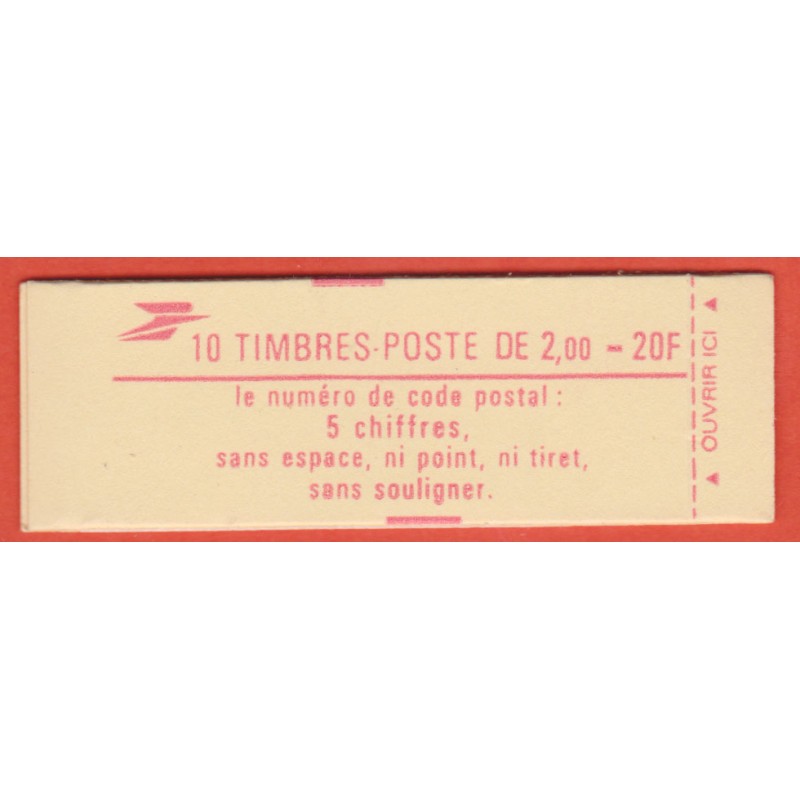 10 TIMBRES-POSTE DE 2,00 - 20F
le numéro de code postal :
5 chiffres,
sans espace, ni point, ni tiret,
sans souligner.
▲ OUVRIR ICI ▲